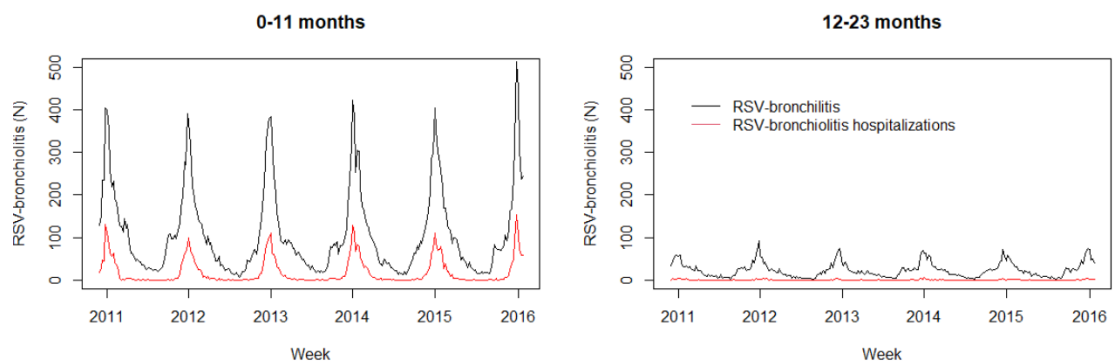 0-11 months
RSV-bronchiolitis (N)
500
400
300
200
100
0
2011 2012 2013 2014 2015 2016
Week
12-23 months
RSV-bronchiolitis (N)
500
400
300
200
100
0
RSV-bronchilitis
RSV-bronchiolitis hospitalizations
2011 2012 2013 2014 2015 2016
Week